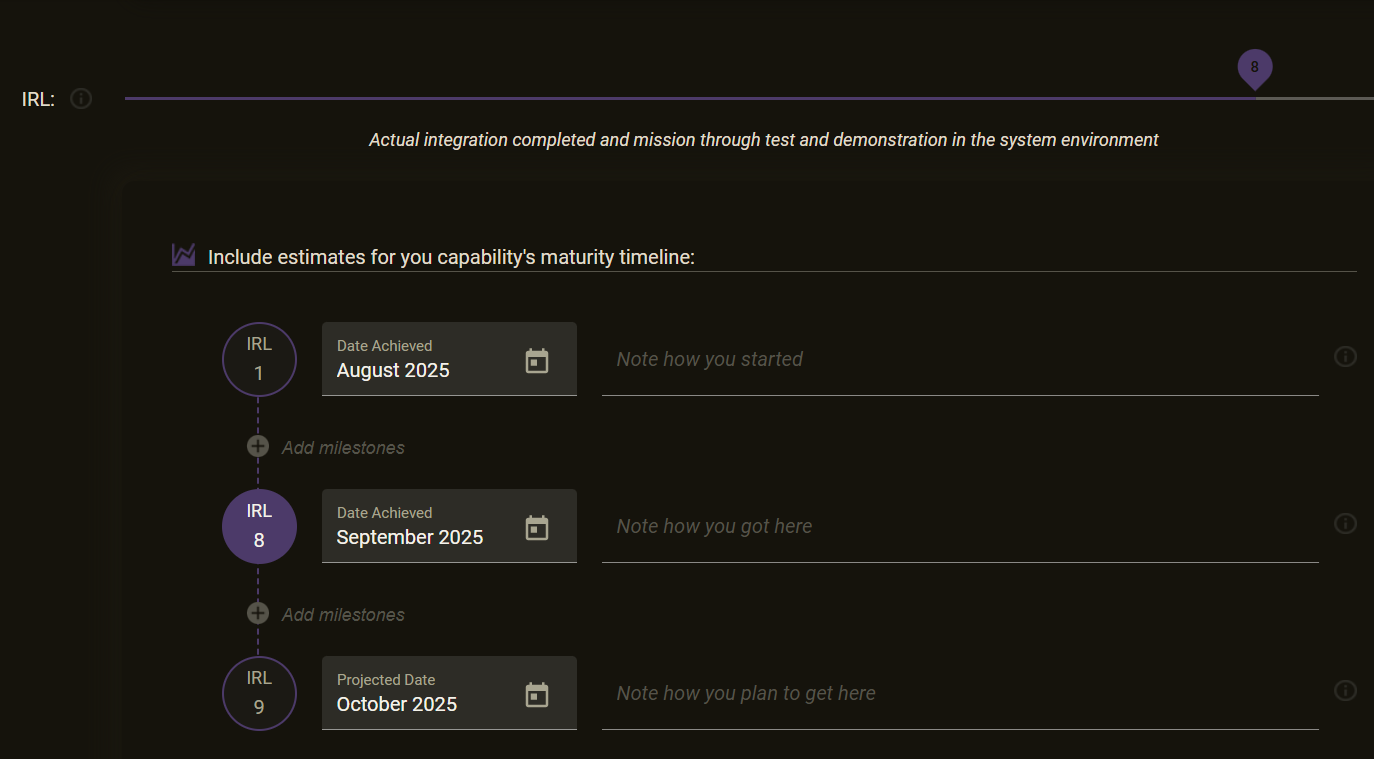 8
IRL:
Actual integration completed and mission through test and demonstration in the system environment
Include estimates for you capability's maturity timeline:
IRL
1
Date Achieved
August 2025
Note how you started
Add milestones
IRL
8
Date Achieved
September 2025
Note how you got here
Add milestones
IRL
9
Projected Date
October 2025
Note how you plan to get here